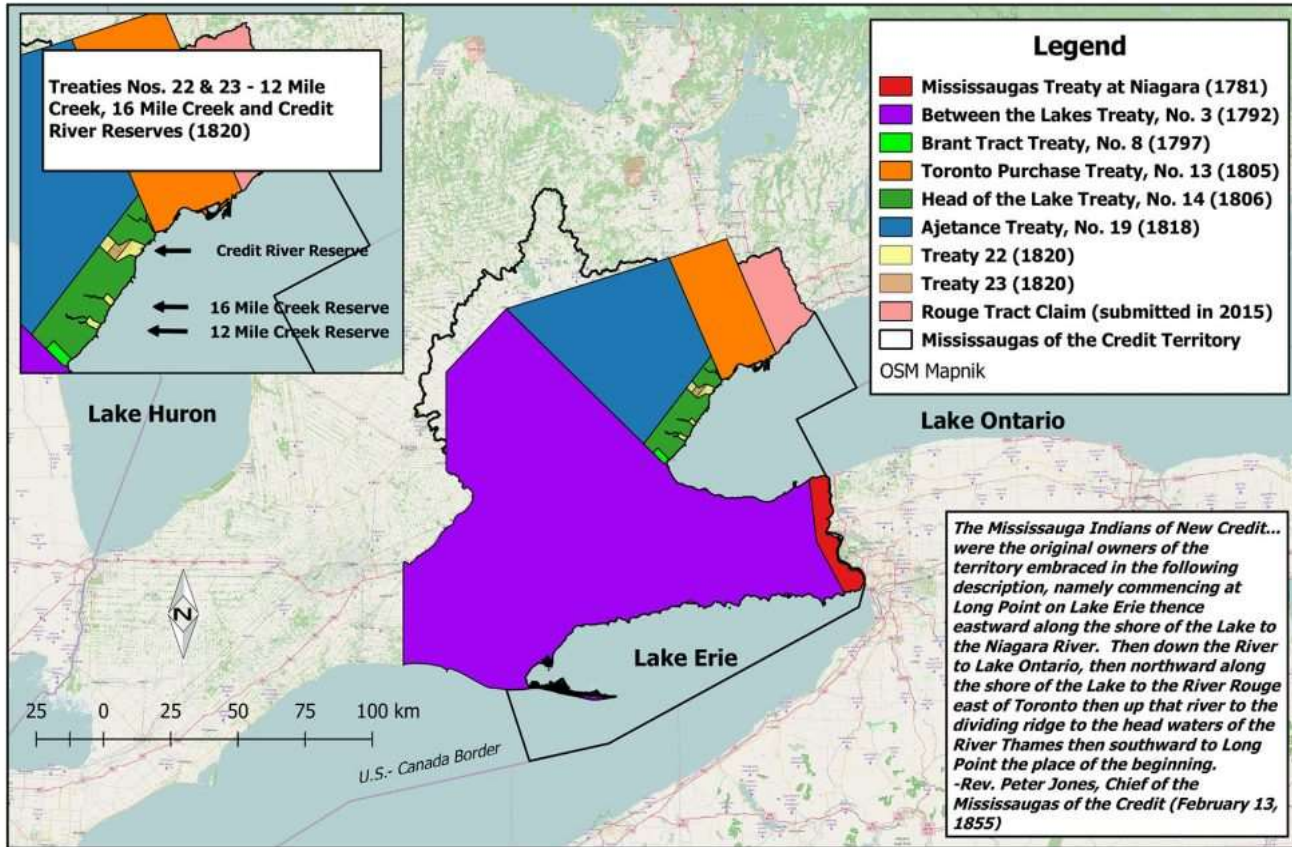 Treaties Nos. 22 & 23 - 12 Mile
Creek, 16 Mile Creek and Credit
River Reserves (1820)
Credit River Reserve
16 Mile Creek Reserve
12 Mile Creek Reserve
Legend
Mississaugas Treaty at Niagara (1781)
Between the Lakes Treaty, No. 3 (1792)
Brant Tract Treaty, No. 8 (1797)
Toronto Purchase Treaty, No. 13 (1805)
Head of the Lake Treaty, No. 14 (1806)
Ajetance Treaty, No. 19 (1818)
Treaty 22 (1820)
Treaty 23 (1820)
Rouge Tract Claim (submitted in 2015)
Mississaugas of the Credit Territory
OSM Mapnik
Lake Huron
Lake Ontario
Lake Erie
N
25 0 25 50 75 100 km
U.S.- Canada Border
The Mississauga Indians of New Credit...
were the original owners of the
territory embraced in the following
description, namely commencing at
Long Point on Lake Erie thence
eastward along the shore of the Lake to
the Niagara River. Then down the River
to Lake Ontario, then northward along
the shore of the Lake to the River Rouge
east of Toronto then up that river to the
dividing ridge to the head waters of the
River Thames then southward to Long
Point the place of the beginning.
-Rev. Peter Jones, Chief of the
Mississaugas of the Credit (February 13,
1855)